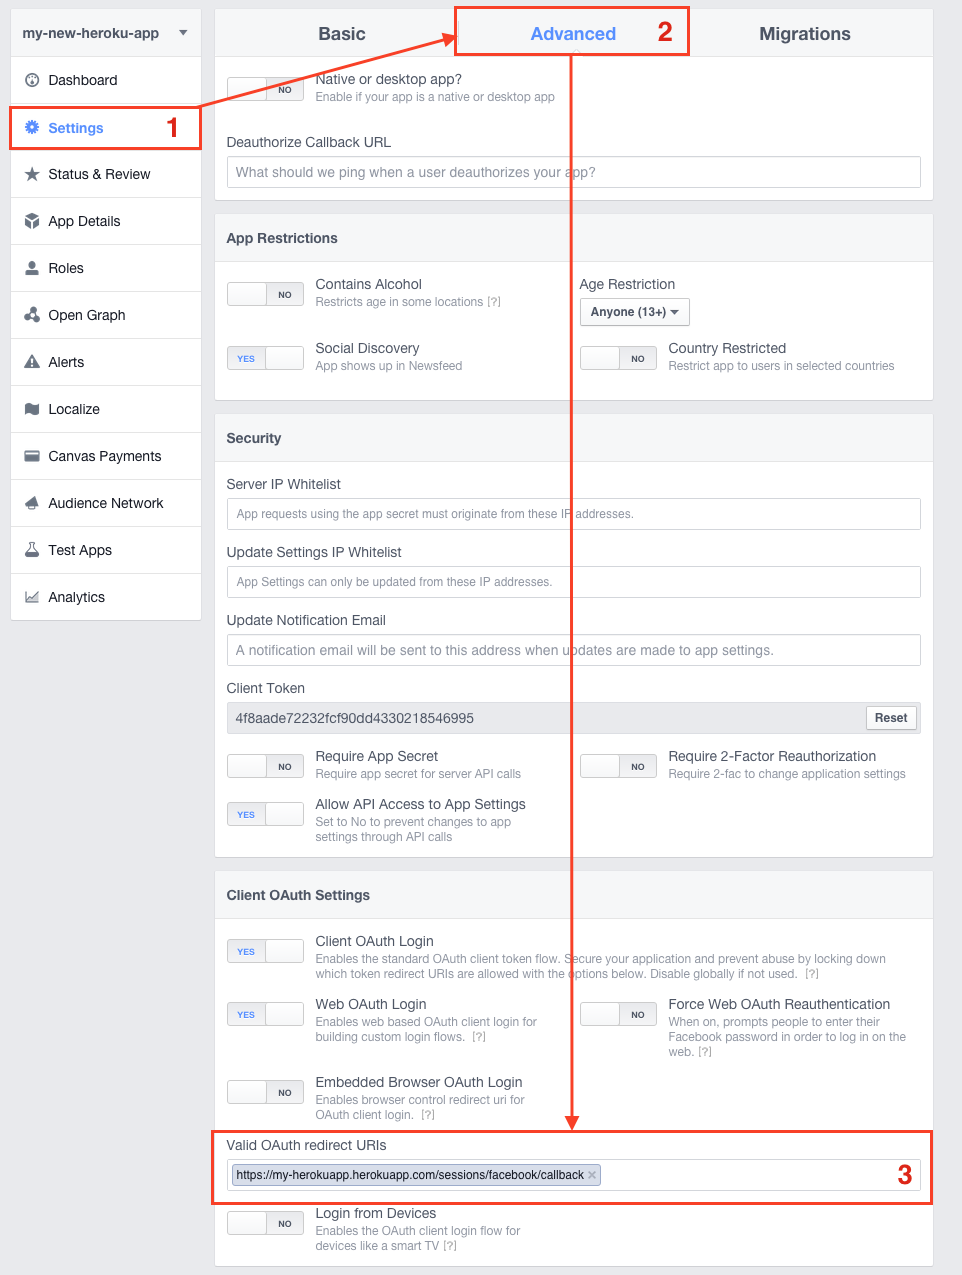 my-new-heroku-app
Dashboard
Settings
1
Status & Review
App Details
Roles
Open Graph
Alerts
Localize
Canvas Payments
Audience Network
Test Apps
Analytics
Basic
Advanced
2
Migrations
NO
Native or desktop app?
Enable if your app is a native or desktop app
Deauthorize Callback URL
What should we ping when a user deauthorizes your app?
App Restrictions
NO
Contains Alcohol
Restricts age in some locations [?]
Age Restriction
Anyone (13+)
YES
Social Discovery
App shows up in Newsfeed
NO
Country Restricted
Restrict app to users in selected countries
Security
Server IP Whitelist
App requests using the app secret must originate from these IP addresses.
Update Settings IP Whitelist
App Settings can only be updated from these IP addresses.
Update Notification Email
A notification email will be sent to this address when updates are made to app settings.
Client Token
4f8aade72232fcf90dd4330218546995
Reset
NO
Require App Secret
Require app secret for server API calls
NO
Require 2-Factor Reauthorization
Require 2-fac to change application settings
YES
Allow API Access to App Settings
Set to No to prevent changes to app
settings through API calls
Client OAuth Settings
YES
Client OAuth Login
Enables the standard OAuth client token flow. Secure your application and prevent abuse by locking down
which token redirect URIs are allowed with the options below. Disable globally if not used. [?]
YES
Web OAuth Login
Enables web based OAuth client login for
building custom login flows. [?]
NO
Force Web OAuth Reauthentication
When on, prompts people to enter their
Facebook password in order to log in on the
web. [?]
NO
Embedded Browser OAuth Login
Enables browser control redirect uri for
OAuth client login. [?]
Valid OAuth redirect URIs
https://my-herokuapp.herokuapp.com/sessions/facebook/callback
3
NO
Login from Devices
Enables the OAuth client login flow for
devices like a smart TV [?]